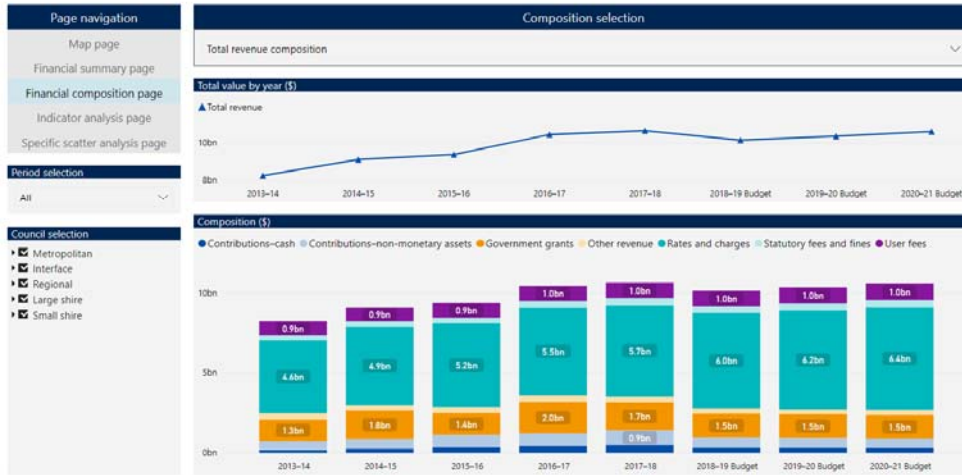 Page navigation
Map page
Financial summary page
Financial composition page
Indicator analysis page
Specific scatter analysis page
Period selection
All
Council selection
Metropolitan
Interface
Regional
Large shire
Small shire
Composition selection
Total revenue composition
Total value by year ($)
Total revenue
10bn
8bn
2013–14 2014–15 2015–16 2016–17 2017–18 2018–19 Budget 2019–20 Budget 2020–21 Budget
Composition ($)
Contributions–cash Contributions–non-monetary assets Government grants Other revenue Rates and charges Statutory fees and fines User fees
10bn
5bn
0bn
0.9bn 0.9bn 0.9bn 1.0bn 1.0bn 1.0bn 1.0bn 1.0bn
4.6bn 4.9bn 5.2bn 5.5bn 5.7bn 6.0bn 6.2bn 6.4bn
1.3bn 1.8bn 1.4bn 2.0bn 1.7bn 1.5bn 1.5bn 1.5bn
0.9bn
2013–14 2014–15 2015–16 2016–17 2017–18 2018–19 Budget 2019–20 Budget 2020–21 Budget